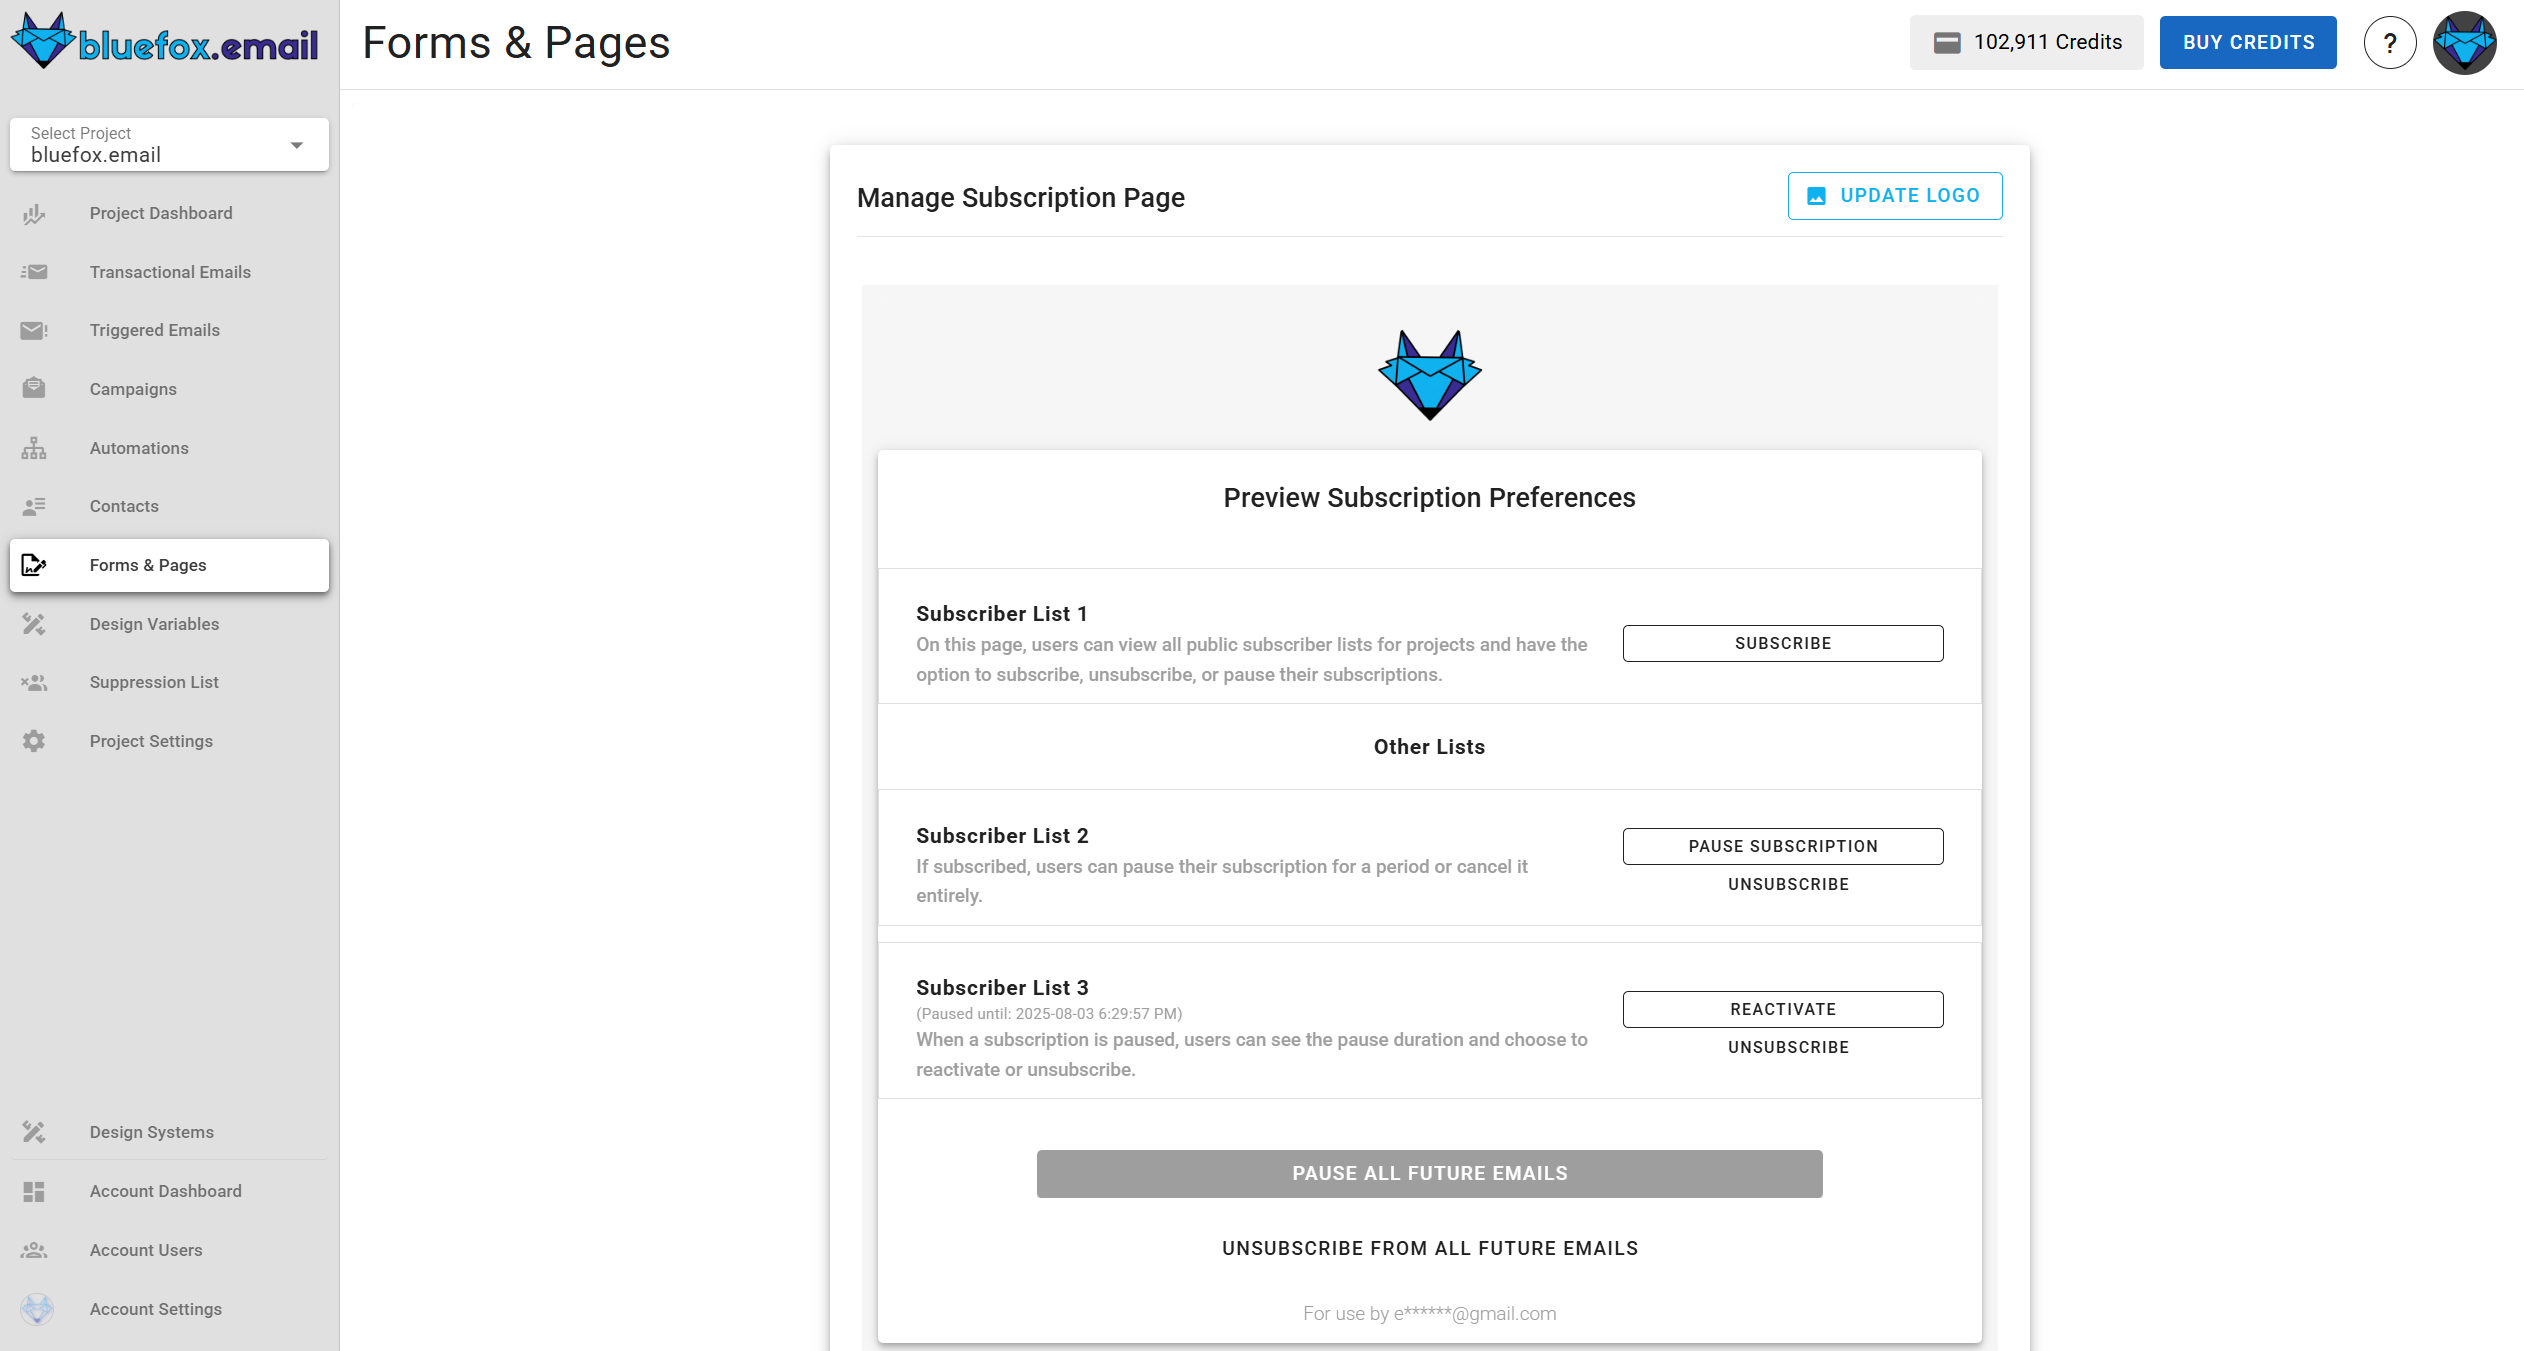 bluefox.email
Forms & Pages
102,911 Credits
BUY CREDITS
?
Select Project
bluefox.email
Project Dashboard
Transactional Emails
Triggered Emails
Campaigns
Automations
Contacts
Forms & Pages
Design Variables
Suppression List
Project Settings
Design Systems
Account Dashboard
Account Users
Account Settings
Manage Subscription Page
UPDATE LOGO
Preview Subscription Preferences
Subscriber List 1
On this page, users can view all public subscriber lists for projects and have the
option to subscribe, unsubscribe, or pause their subscriptions.
SUBSCRIBE
Other Lists
Subscriber List 2
If subscribed, users can pause their subscription for a period or cancel it
entirely.
PAUSE SUBSCRIPTION
UNSUBSCRIBE
Subscriber List 3
(Paused until: 2025-08-03 6:29:57 PM)
When a subscription is paused, users can see the pause duration and choose to
reactivate or unsubscribe.
REACTIVATE
UNSUBSCRIBE
PAUSE ALL FUTURE EMAILS
UNSUBSCRIBE FROM ALL FUTURE EMAILS
For use by e******@gmail.com